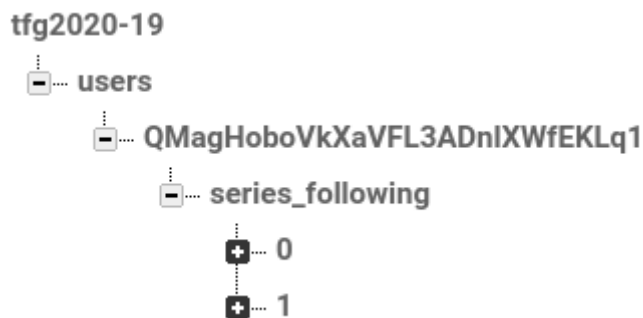 tfg2020-19
users
QMagHoboVkXaVFL3ADnlXWfEKLq1
series_following
0
1